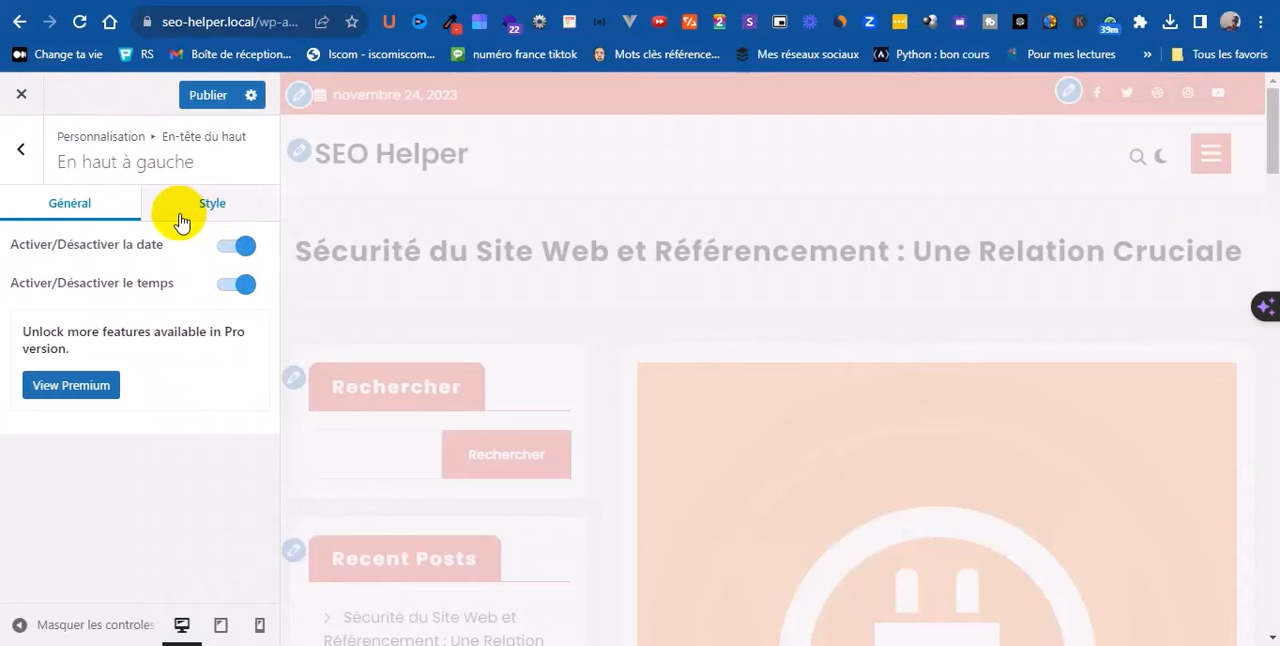 seo-helper.local/wp-a...
22
2
39m
Change ta vie
RS
Boîte de réception...
Iscom — iscomiscom...
numéro france tiktok
Mots clés référence...
Mes réseaux sociaux
Python : bon cours
Pour mes lectures
»
Tous les favoris
Publier
novembre 24, 2023
Personnalisation ▸ En-tête du haut
En haut à gauche
SEO Helper
Général
Style
Activer/Désactiver la date
Activer/Désactiver le temps
Sécurité du Site Web et Référencement : Une Relation Cruciale
Unlock more features available in Pro
version.
View Premium
Rechercher
Rechercher
Recent Posts
Sécurité du Site Web et
Référencement : Une Relation
Masquer les controles